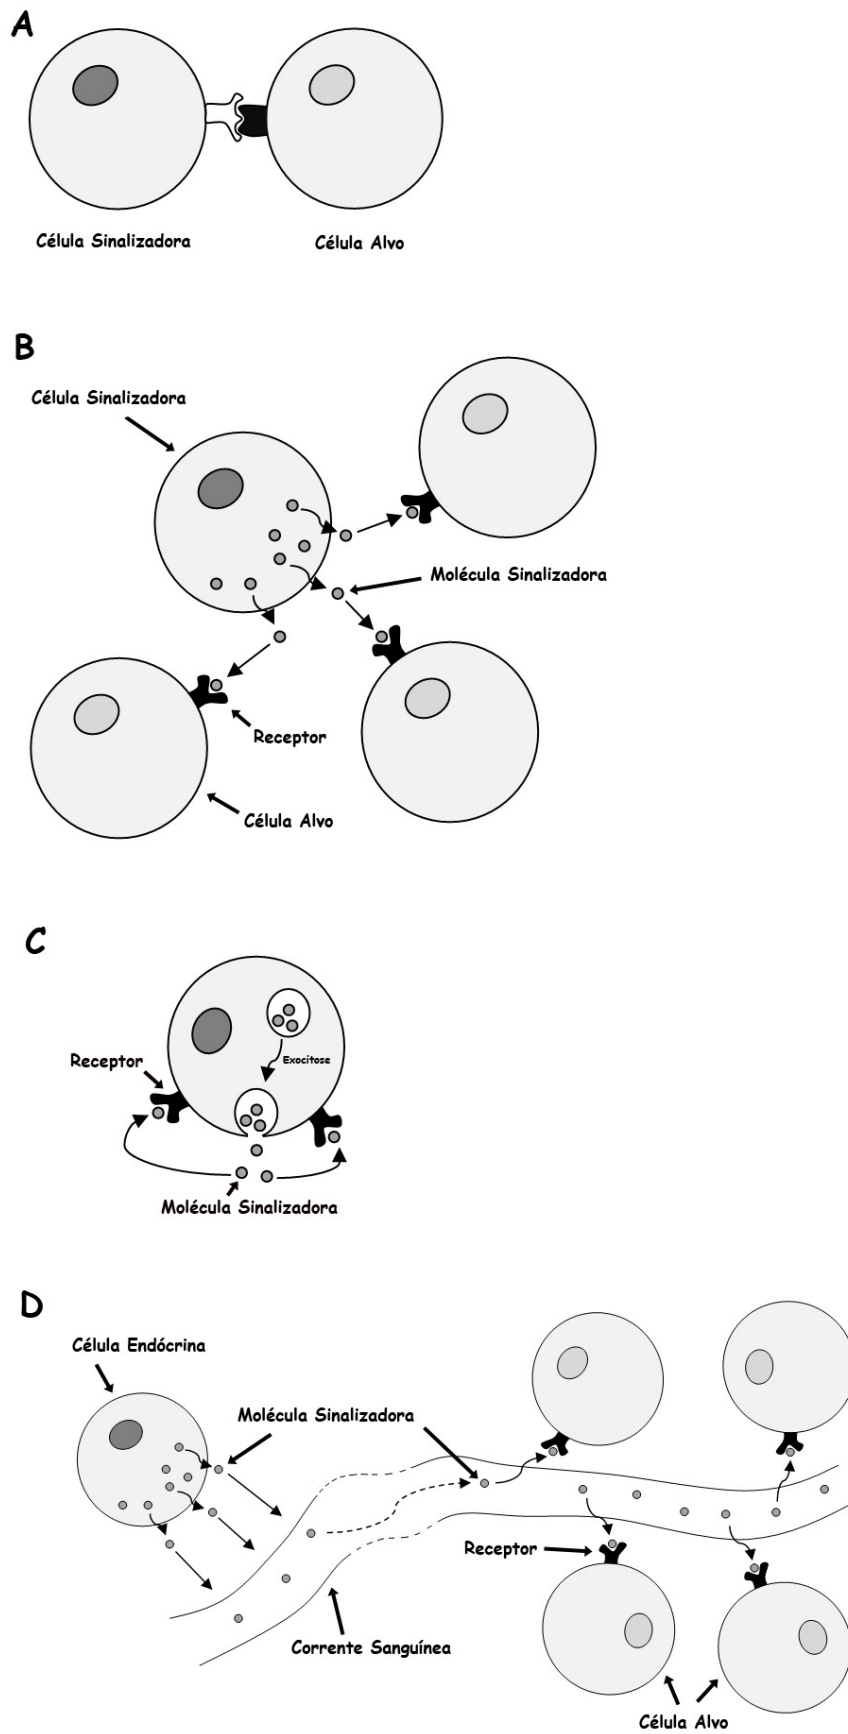 A
Célula Sinalizadora
Célula Alvo
B
Célula Sinalizadora
Molécula Sinalizadora
Receptor
Célula Alvo
C
Exocitose
Receptor
Molécula Sinalizadora
D
Célula Endócrina
Molécula Sinalizadora
Receptor
Corrente Sanguínea
Célula Alvo